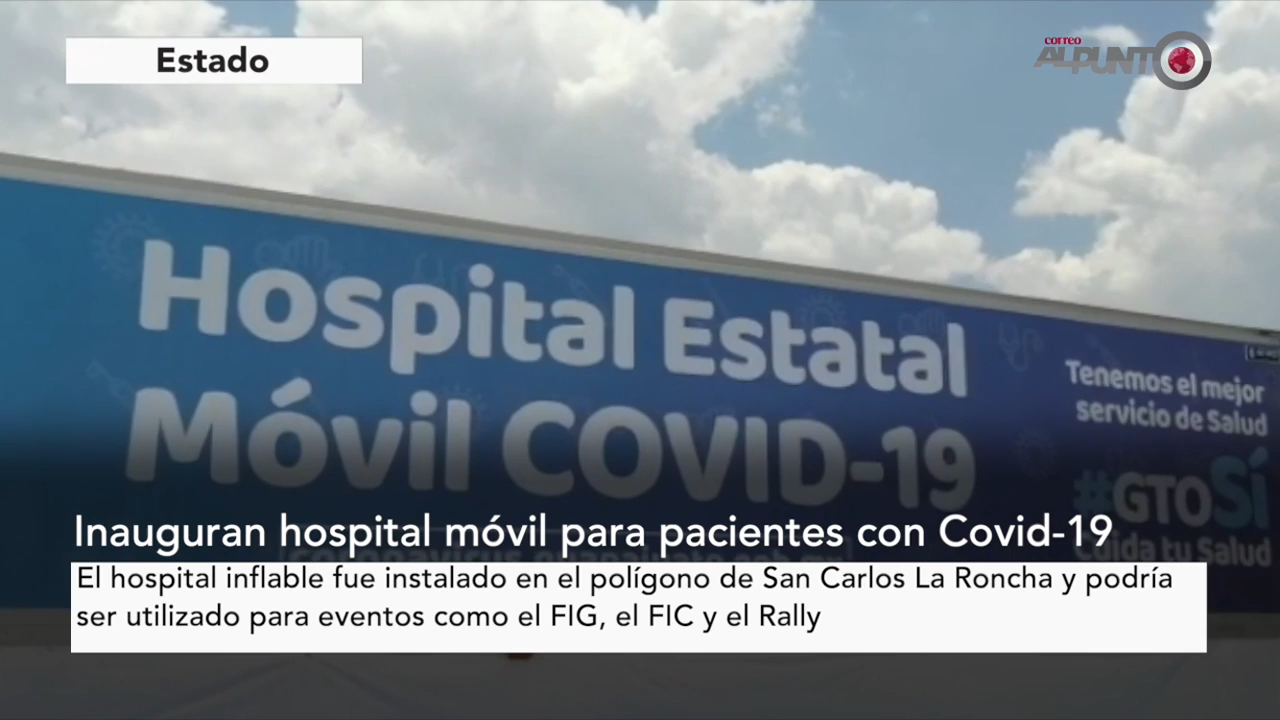 Estado
correo
ALPUNTO
Hospital Estatal
Móvil COVID-19
Tenemos el mejor
servicio de Salud
#GTOSí
Cuida tu Salud
Inauguran hospital móvil para pacientes con Covid-19
El hospital inflable fue instalado en el polígono de San Carlos La Roncha y podría
ser utilizado para eventos como el FIG, el FIC y el Rally